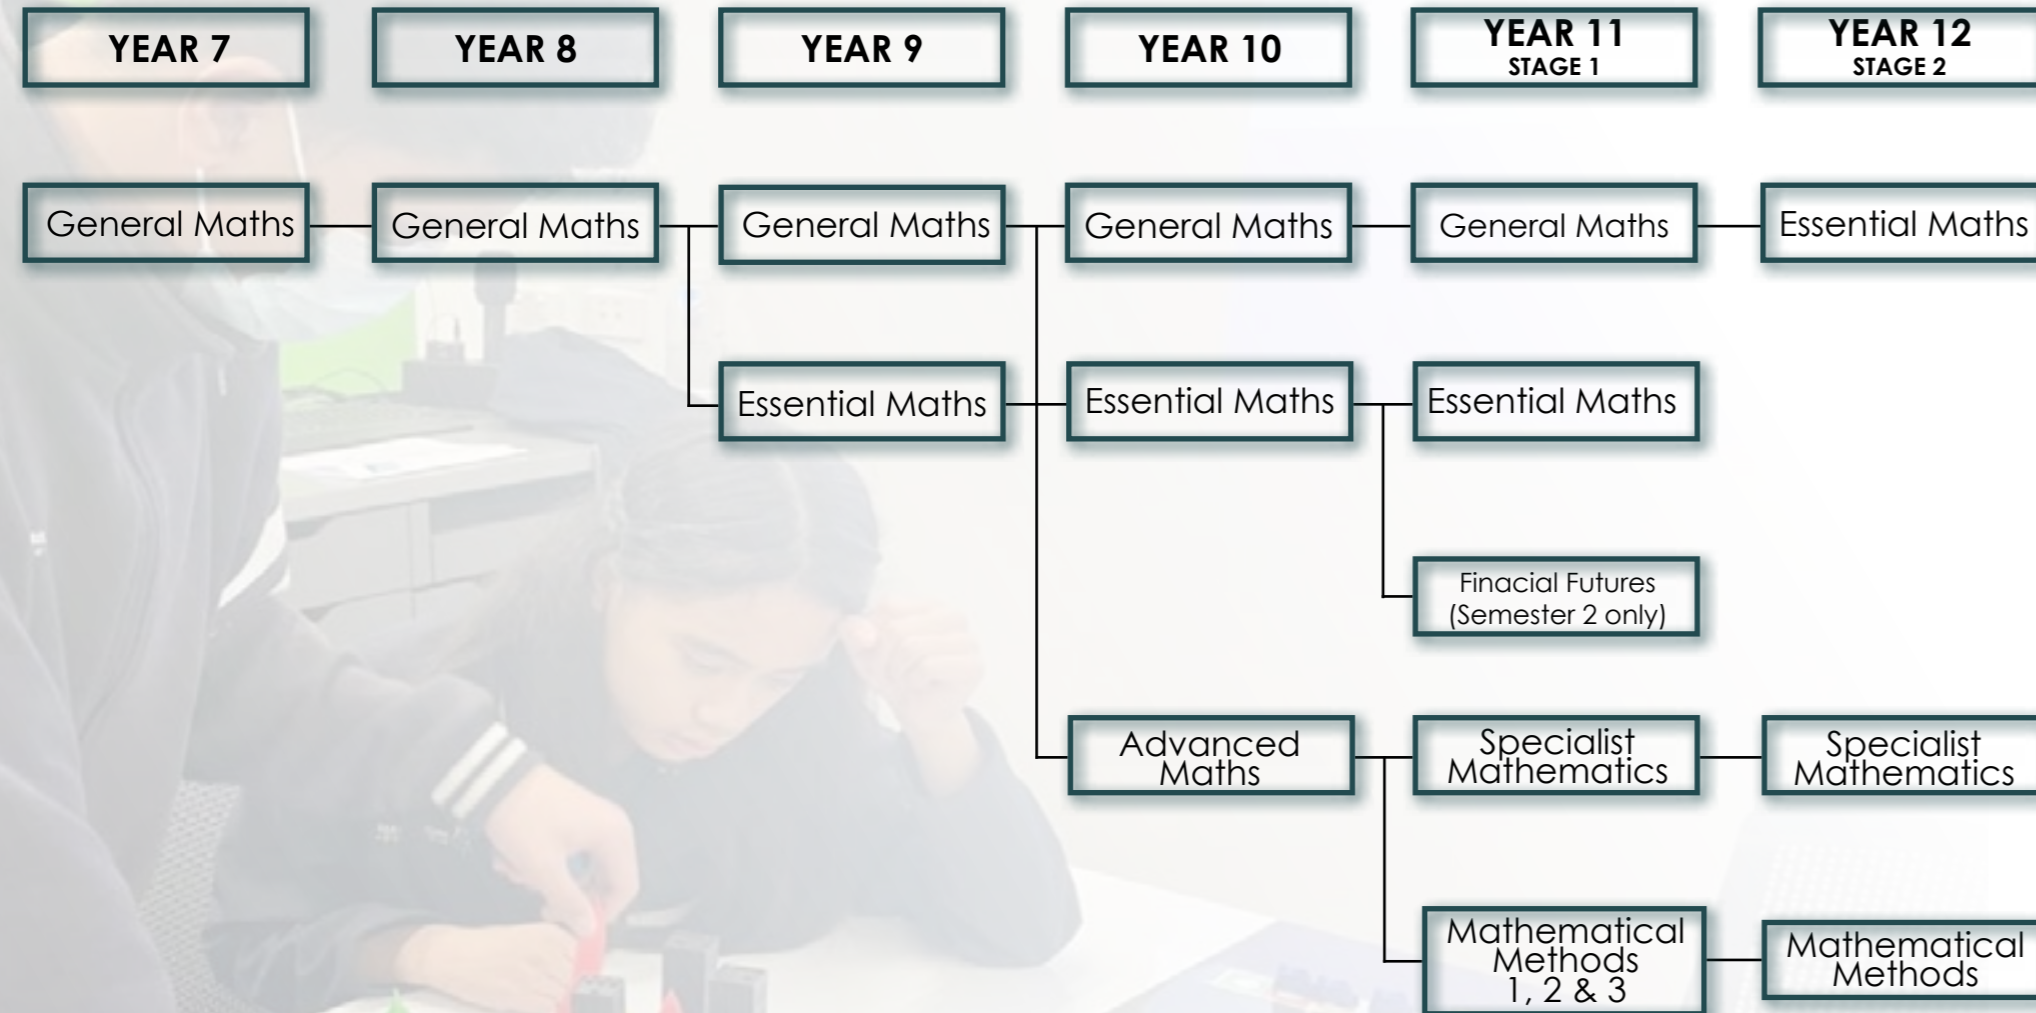 YEAR 7
YEAR 8
YEAR 9
YEAR 10
YEAR 11
STAGE 1
YEAR 12
STAGE 2
General Maths
General Maths
General Maths
General Maths
General Maths
Essential Maths
Essential Maths
Essential Maths
Essential Maths
Finacial Futures
(Semester 2 only)
Advanced
Maths
Specialist
Mathematics
Specialist
Mathematics
Mathematical
Methods
1, 2 & 3
Mathematical
Methods